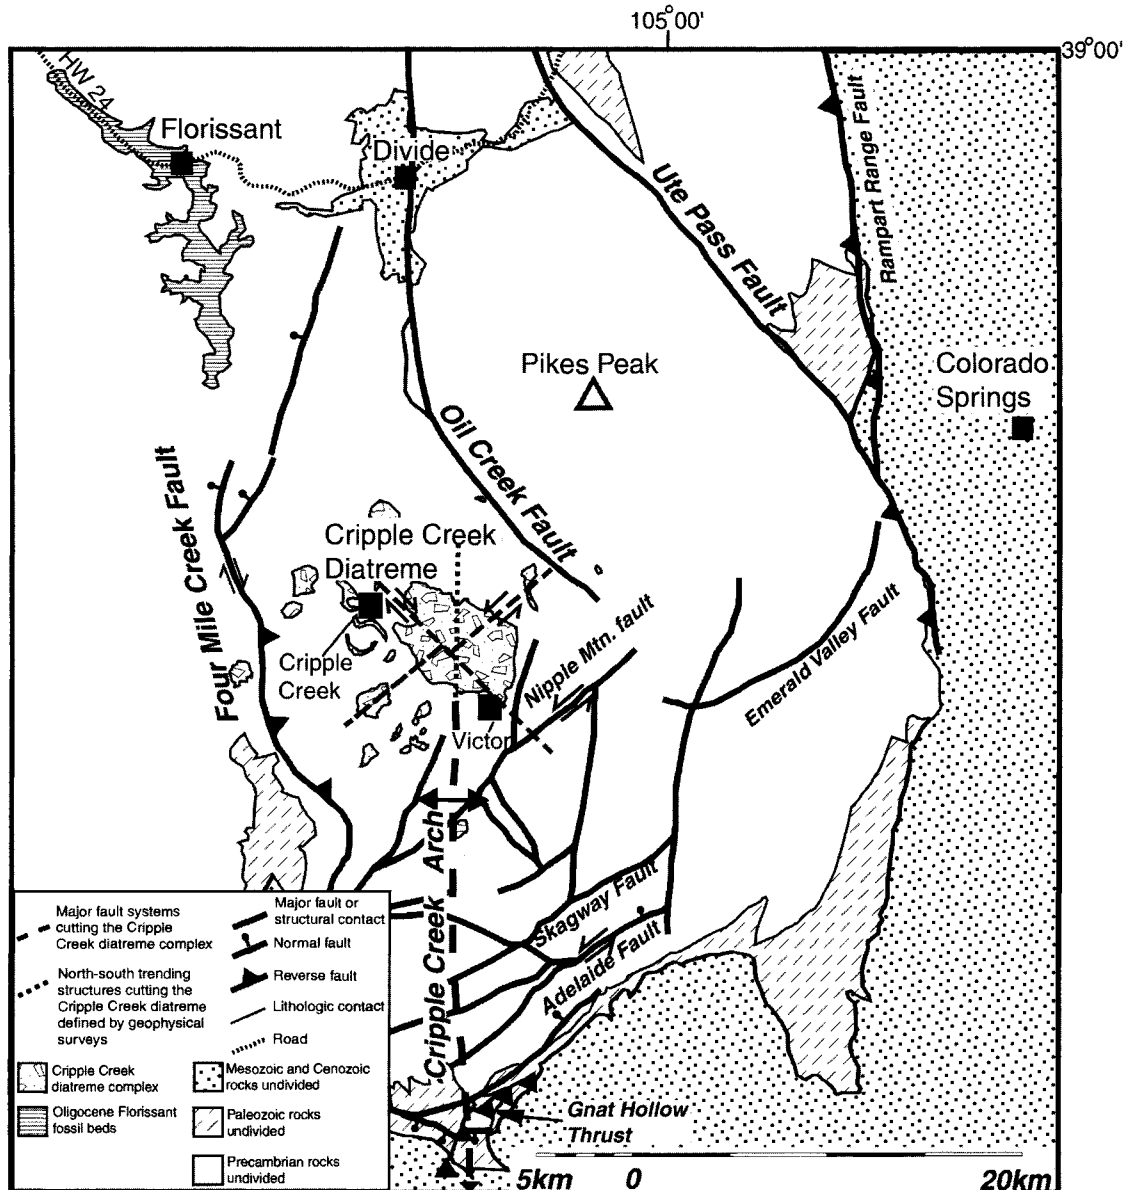 105°00'
39°00'
HW 24
Florissant
Divide
Ute Pass Fault
Rampart Range Fault
Pikes Peak
Colorado
Springs
Oil Creek Fault
Four Mile Creek Fault
Cripple Creek
Diatreme
Cripple
Creek
Nipple Mtn. fault
Emerald Valley Fault
Victor
Cripple Creek Arch
Skagway Fault
Adelaide Fault
Gnat Hollow
Thrust
5km 0 20km
Major fault systems
cutting the Cripple
Creek diatreme complex
North-south trending
structures cutting the
Cripple Creek diatreme
defined by geophysical
surveys
Cripple Creek
diatreme complex
Oligocene Florissant
fossil beds
Major fault or
structural contact
Normal fault
Reverse fault
Lithologic contact
Road
Mesozoic and Cenozoic
rocks undivided
Paleozoic rocks
undivided
Precambrian rocks
undivided